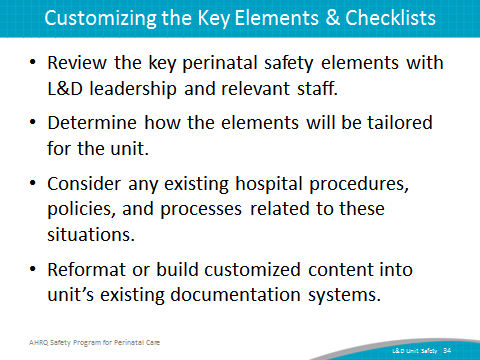 Customizing the Key Elements & Checklists
• Review the key perinatal safety elements with
L&D leadership and relevant staff.
• Determine how the elements will be tailored
for the unit.
• Consider any existing hospital procedures,
policies, and processes related to these
situations.
• Reformat or build customized content into
unit's existing documentation systems.
AHRQ Safety Program for Perinatal Care
L&D Unit Safety 34